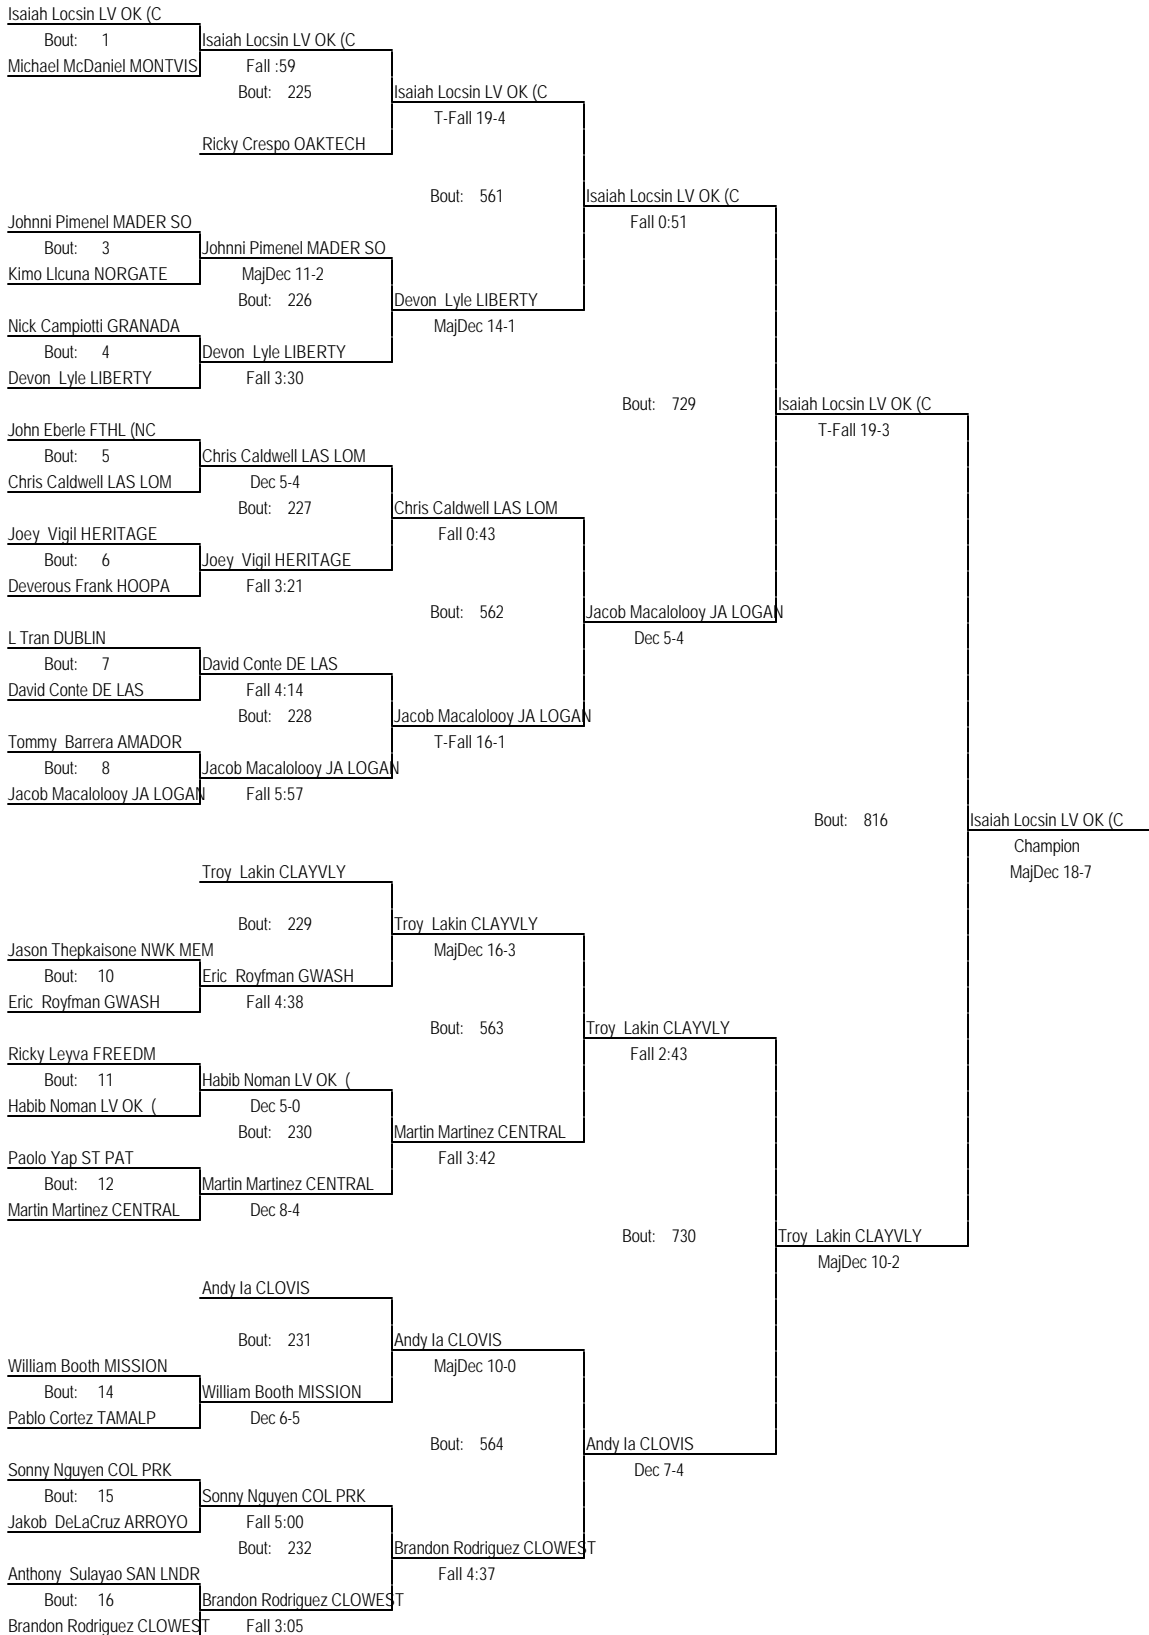 Isaiah Locsin LV OK (C
Bout: 1
Isaiah Locsin LV OK (C
Michael McDaniel MONTVIS
Fall :59
Bout: 225
Isaiah Locsin LV OK (C
T-Fall 19-4
Ricky Crespo OAKTECH
Bout: 561
Isaiah Locsin LV OK (C
Fall 0:51
Johnni Pimenel MADER SO
Bout: 3
Johnni Pimenel MADER SO
Kimo Llcuna NORGATE
MajDec 11-2
Bout: 226
Devon Lyle LIBERTY
MajDec 14-1
Nick Campiotti GRANADA
Bout: 4
Devon Lyle LIBERTY
Devon Lyle LIBERTY
Fall 3:30
Bout: 729
Isaiah Locsin LV OK (C
T-Fall 19-3
John Eberle FTHL (NC
Bout: 5
Chris Caldwell LAS LOM
Chris Caldwell LAS LOM
Dec 5-4
Bout: 227
Chris Caldwell LAS LOM
Fall 0:43
Joey Vigil HERITAGE
Bout: 6
Joey Vigil HERITAGE
Deverous Frank HOOPA
Fall 3:21
Bout: 562
Jacob Macalolooy JA LOGAN
Dec 5-4
L Tran DUBLIN
Bout: 7
David Conte DE LAS
David Conte DE LAS
Fall 4:14
Bout: 228
Jacob Macalolooy JA LOGAN
T-Fall 16-1
Tommy Barrera AMADOR
Bout: 8
Jacob Macalolooy JA LOGAN
Jacob Macalolooy JA LOGAN
Fall 5:57
Bout: 816
Isaiah Locsin LV OK (C
Champion
MajDec 18-7
Troy Lakin CLAYVLY
Bout: 229
Troy Lakin CLAYVLY
MajDec 16-3
Jason Thepkaisone NWK MEM
Bout: 10
Eric Royfman GWASH
Eric Royfman GWASH
Fall 4:38
Bout: 563
Troy Lakin CLAYVLY
Fall 2:43
Ricky Leyva FREEDM
Bout: 11
Habib Noman LV OK (
Habib Noman LV OK (
Dec 5-0
Bout: 230
Martin Martinez CENTRAL
Fall 3:42
Paolo Yap ST PAT
Bout: 12
Martin Martinez CENTRAL
Martin Martinez CENTRAL
Dec 8-4
Bout: 730
Troy Lakin CLAYVLY
MajDec 10-2
Andy Ia CLOVIS
Bout: 231
Andy Ia CLOVIS
MajDec 10-0
William Booth MISSION
Bout: 14
William Booth MISSION
Pablo Cortez TAMALP
Dec 6-5
Bout: 564
Andy Ia CLOVIS
Dec 7-4
Sonny Nguyen COL PRK
Bout: 15
Sonny Nguyen COL PRK
Jakob DeLaCruz ARROYO
Fall 5:00
Bout: 232
Brandon Rodriguez CLOWEST
Fall 4:37
Anthony Sulayao SAN LNDR
Bout: 16
Brandon Rodriguez CLOWEST
Brandon Rodriguez CLOWEST
Fall 3:05